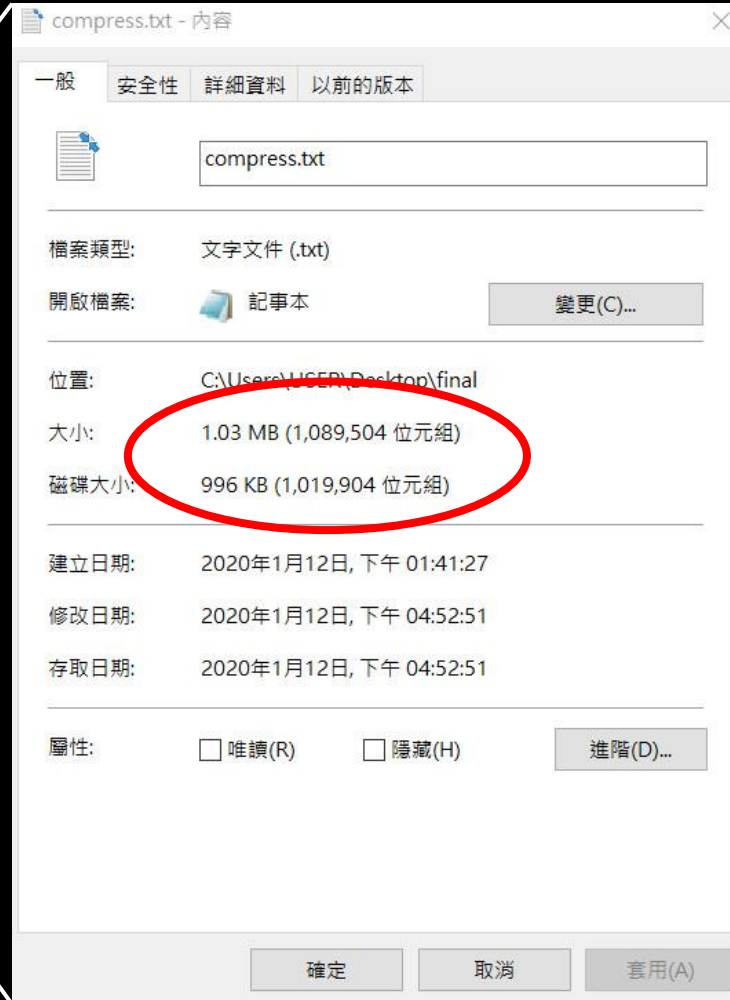 compress.txt - 內容
一般 安全性 詳細資料 以前的版本
compress.txt
檔案類型: 文字文件 (.txt)
開啟檔案: 記事本 變更(C)...
位置: C:\Users\USER\Desktop\final
大小: 1.03 MB (1,089,504 位元組)
磁碟大小: 996 KB (1,019,904 位元組)
建立日期: 2020年1月12日, 下午 01:41:27
修改日期: 2020年1月12日, 下午 04:52:51
存取日期: 2020年1月12日, 下午 04:52:51
屬性: 唯讀(R) 隱藏(H) 進階(D)...
確定 取消 套用(A)